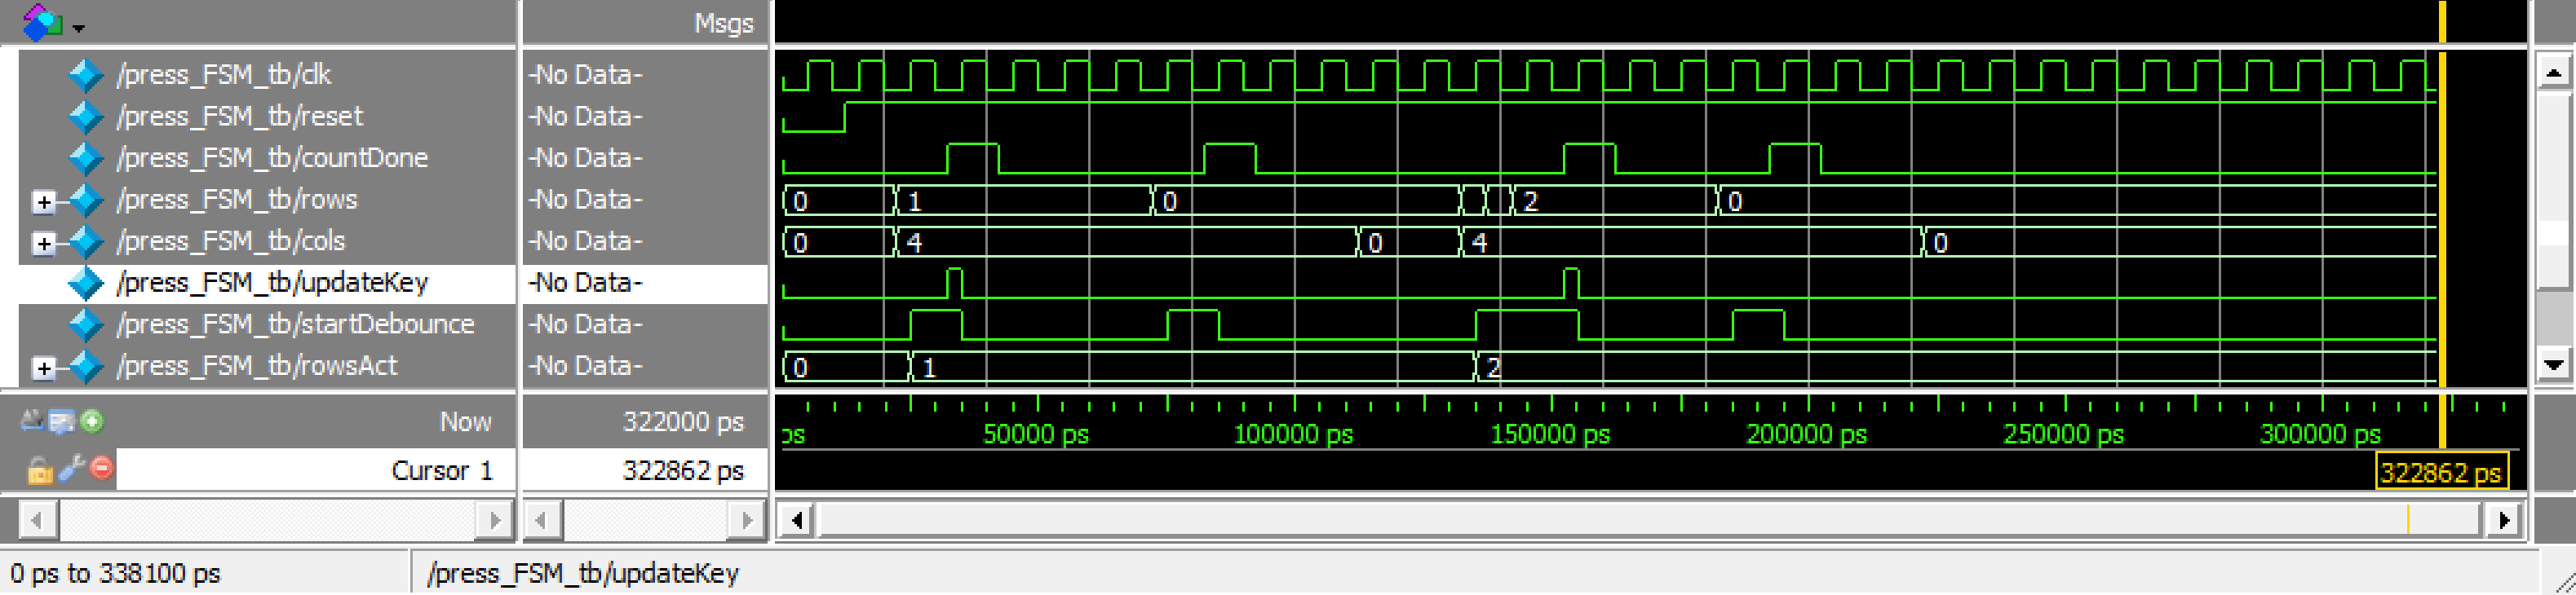 Msgs
/press_FSM_tb/clk -No Data-
/press_FSM_tb/reset -No Data-
/press_FSM_tb/countDone -No Data-
/press_FSM_tb/rows -No Data- 0 1 0 2 0
/press_FSM_tb/cols -No Data- 0 4 0 4 0
/press_FSM_tb/updateKey -No Data-
/press_FSM_tb/startDebounce -No Data-
/press_FSM_tb/rowsAct -No Data- 0 1 2
Now 322000 ps ps 50000 ps 100000 ps 150000 ps 200000 ps 250000 ps 300000 ps
Cursor 1 322862 ps 322862 ps
0 ps to 338100 ps /press_FSM_tb/updateKey